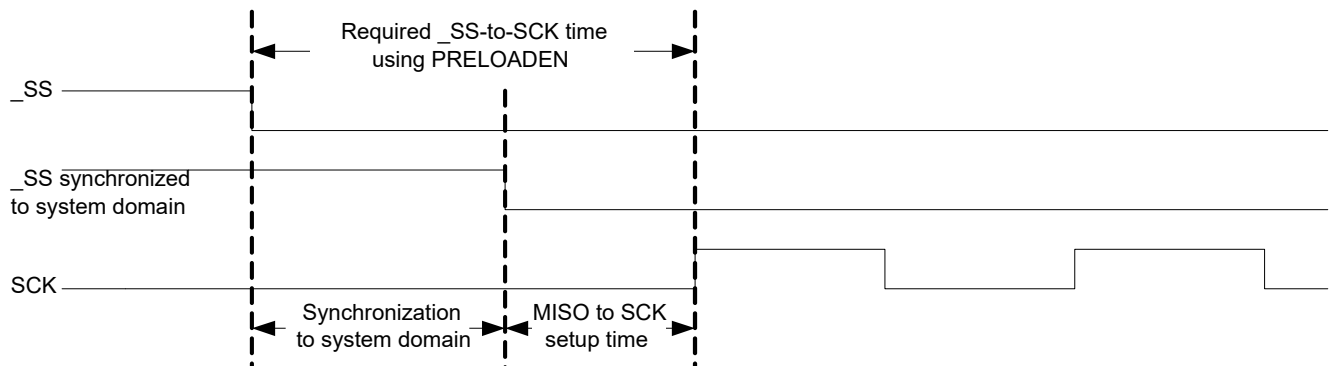 Required _SS-to-SCK time
using PRELOADEN
_SS
_SS synchronized
to system domain
SCK
Synchronization
to system domain
MISO to SCK
setup time